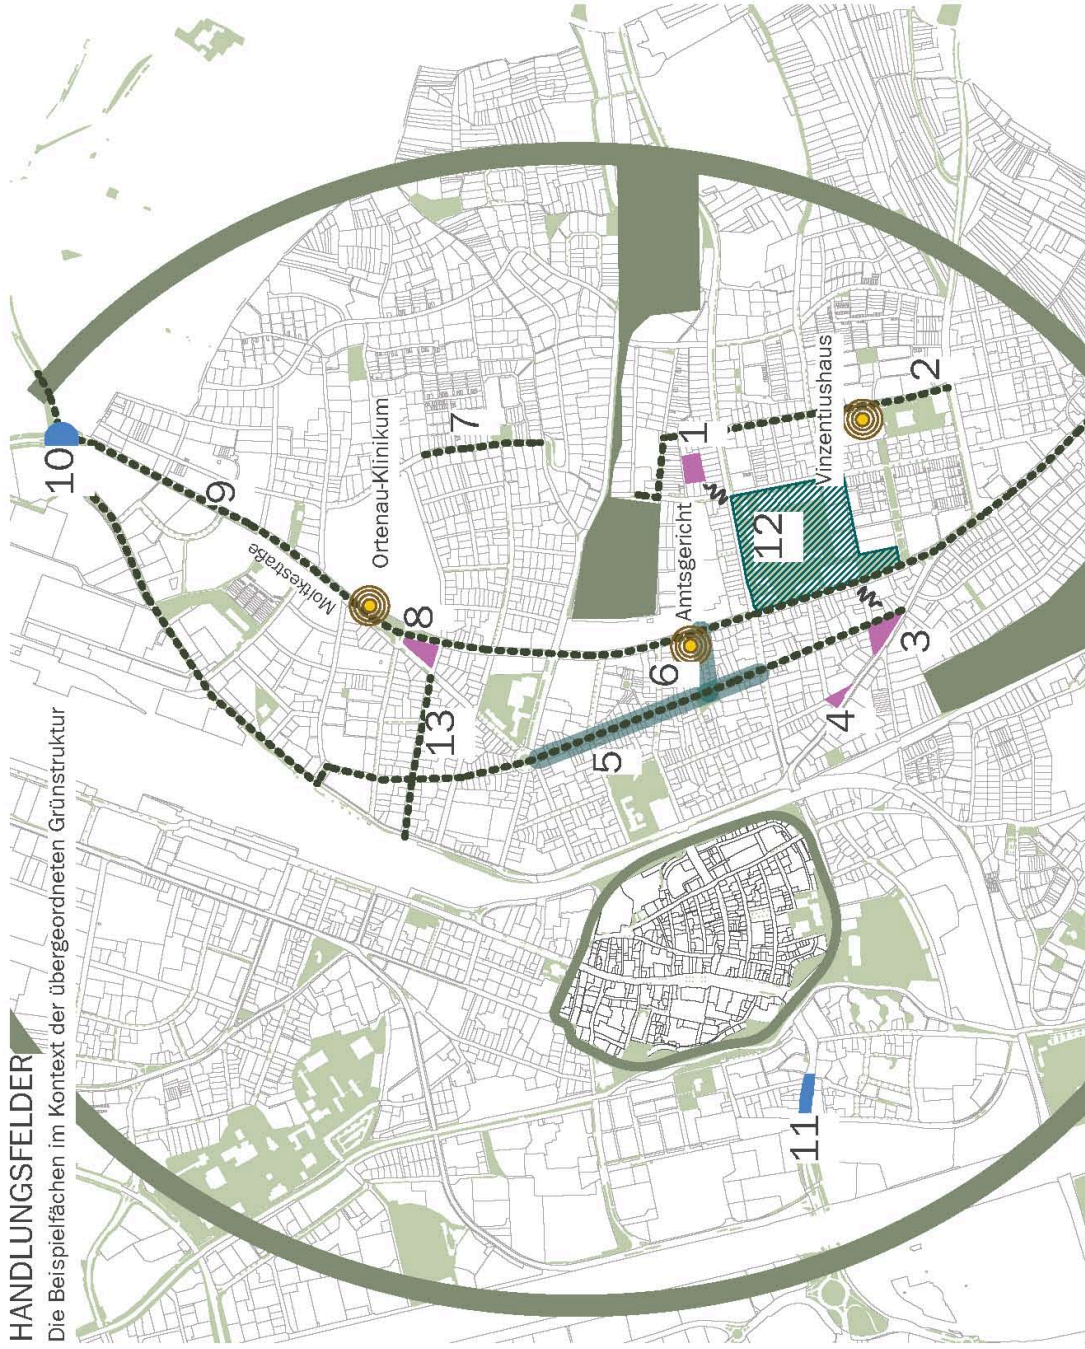 HANDLUNGSFELDER
Die Beispielfächen im Kontext der übergeordneten Grünstruktur
10
9
Moltkestraße
Ortenau-Klinikum
7
8
13
1
Amtsgericht
6
5
12
Vinzentiushaus
2
3
4
11